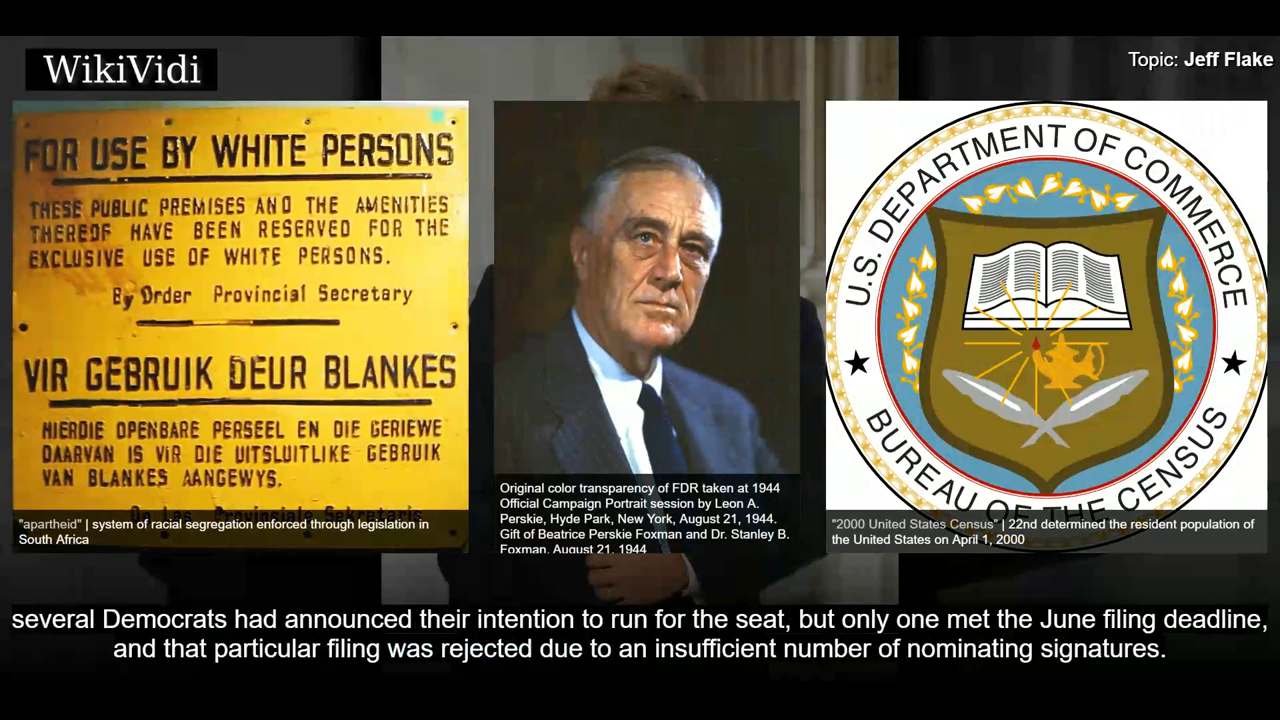 WikiVidi
Topic: Jeff Flake
FOR USE BY WHITE PERSONS
THESE PUBLIC PREMISES AND THE AMENITIES
THEREOF HAVE BEEN RESERVED FOR THE
EXCLUSIVE USE OF WHITE PERSONS.
By Order Provincial Secretary
VIR GEBRUIK DEUR BLANKES
HIERDIE OPENBARE PERSEEL EN DIE GERIEWE
DAARVAN IS VIR DIE UITSLUITLIKE GEBRUIK
VAN BLANKES AANGEWYS.
Op Las Provinsiale Sekretaris
"apartheid" | system of racial segregation enforced through legislation in
South Africa
Original color transparency of FDR taken at 1944
Official Campaign Portrait session by Leon A.
Perskie, Hyde Park, New York, August 21, 1944.
Gift of Beatrice Perskie Foxman and Dr. Stanley B.
Foxman. August 21, 1944
U.S. DEPARTMENT OF COMMERCE
BUREAU OF THE CENSUS
"2000 United States Census" | 22nd determined the resident population of
the United States on April 1, 2000
several Democrats had announced their intention to run for the seat, but only one met the June filing deadline,
and that particular filing was rejected due to an insufficient number of nominating signatures.